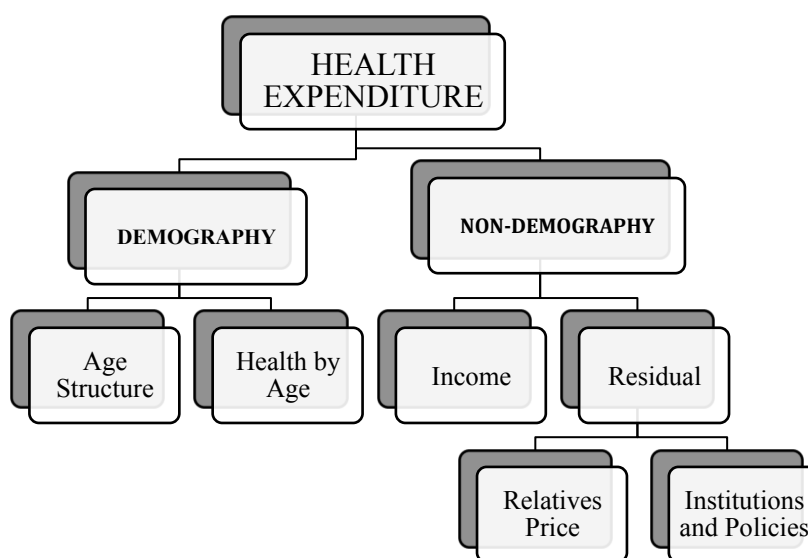 HEALTH
EXPENDITURE
DEMOGRAPHY
NON-DEMOGRAPHY
Age
Structure
Health by
Age
Income
Residual
Relatives
Price
Institutions
and Policies